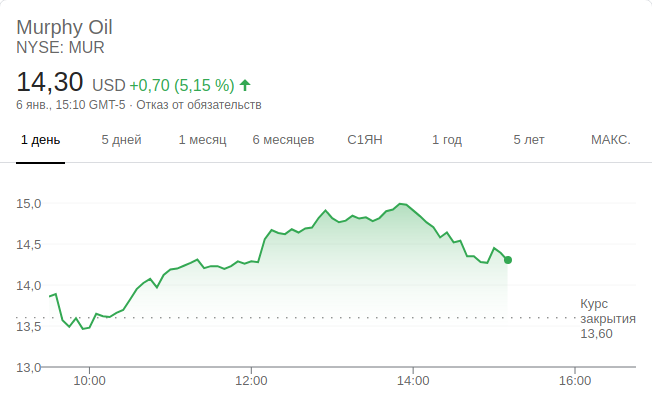 Murphy Oil
NYSE: MUR
14,30 USD +0,70 (5,15 %)
6 янв., 15:10 GMT-5 · Отказ от обязательств
1 день 5 дней 1 месяц 6 месяцев С1ЯН 1 год 5 лет МАКС.
15,0
14,5
14,0
13,5
13,0
Курс
закрытия
13,60
10:00 12:00 14:00 16:00